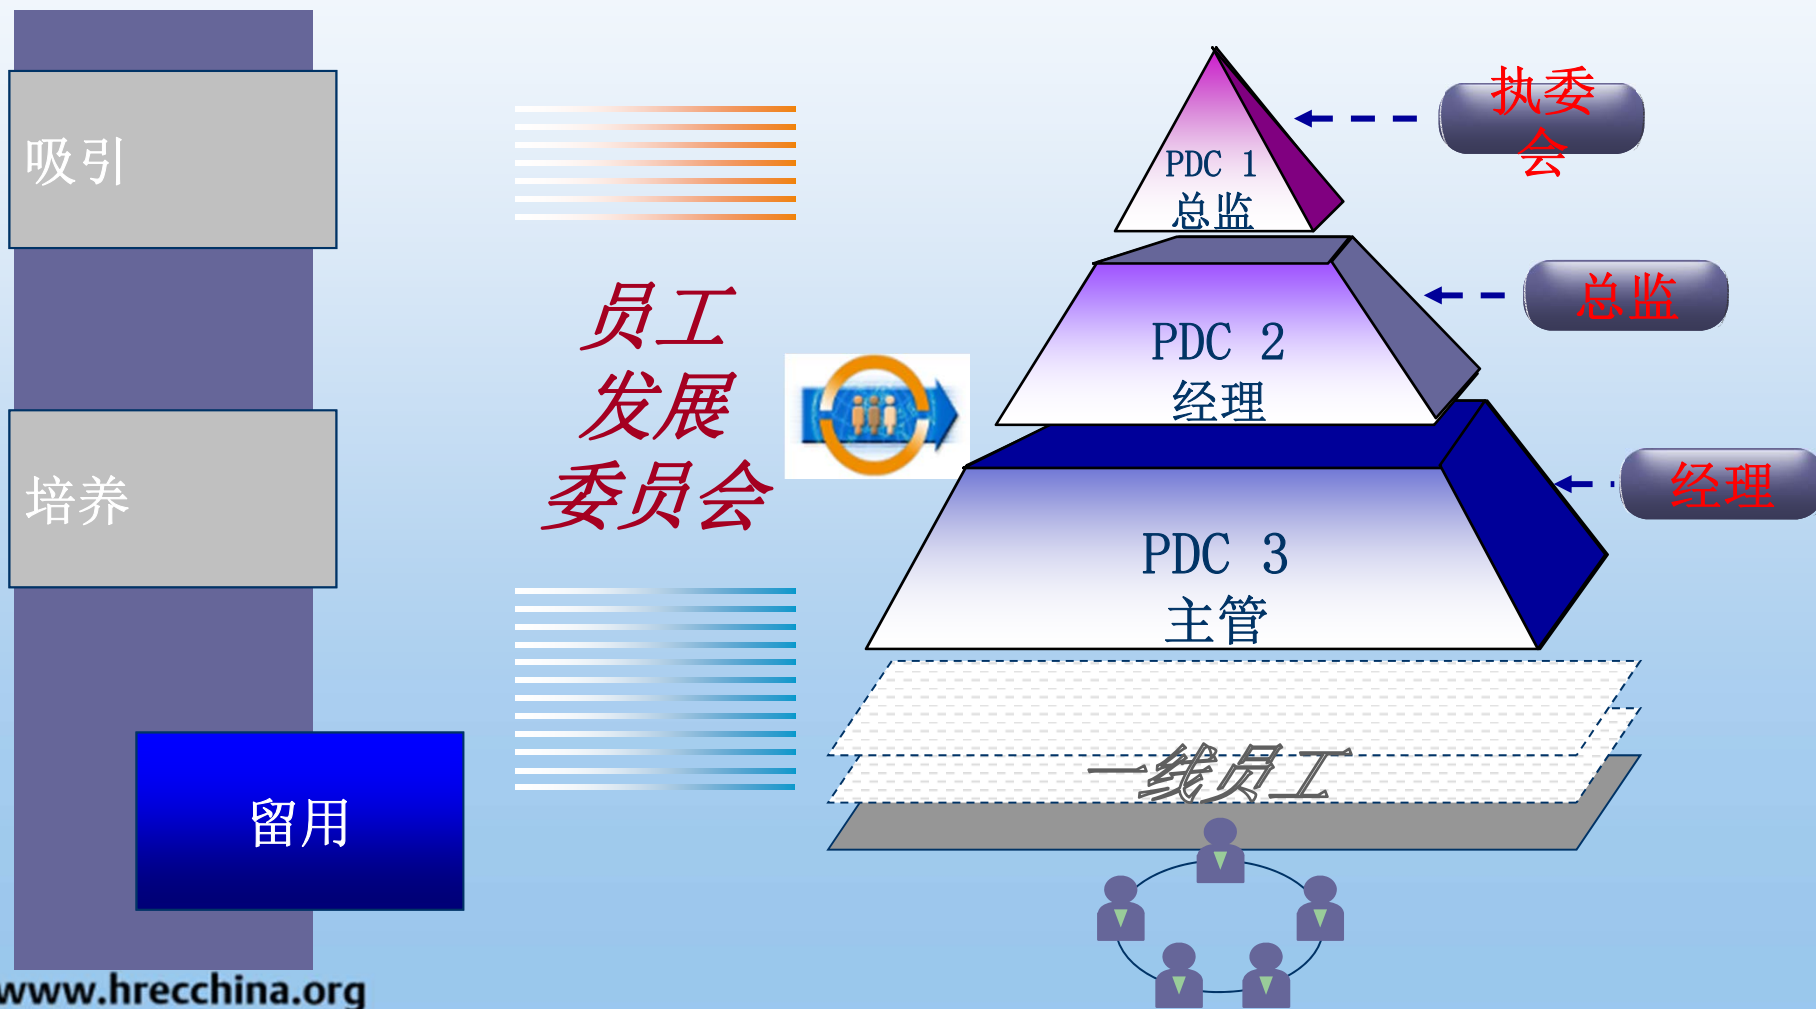 吸引
培养
留用
员工
发展
委员会
PDC 1
总监
PDC 2
经理
PDC 3
主管
一线员工
执委
会
总监
经理
www.hrecchina.org